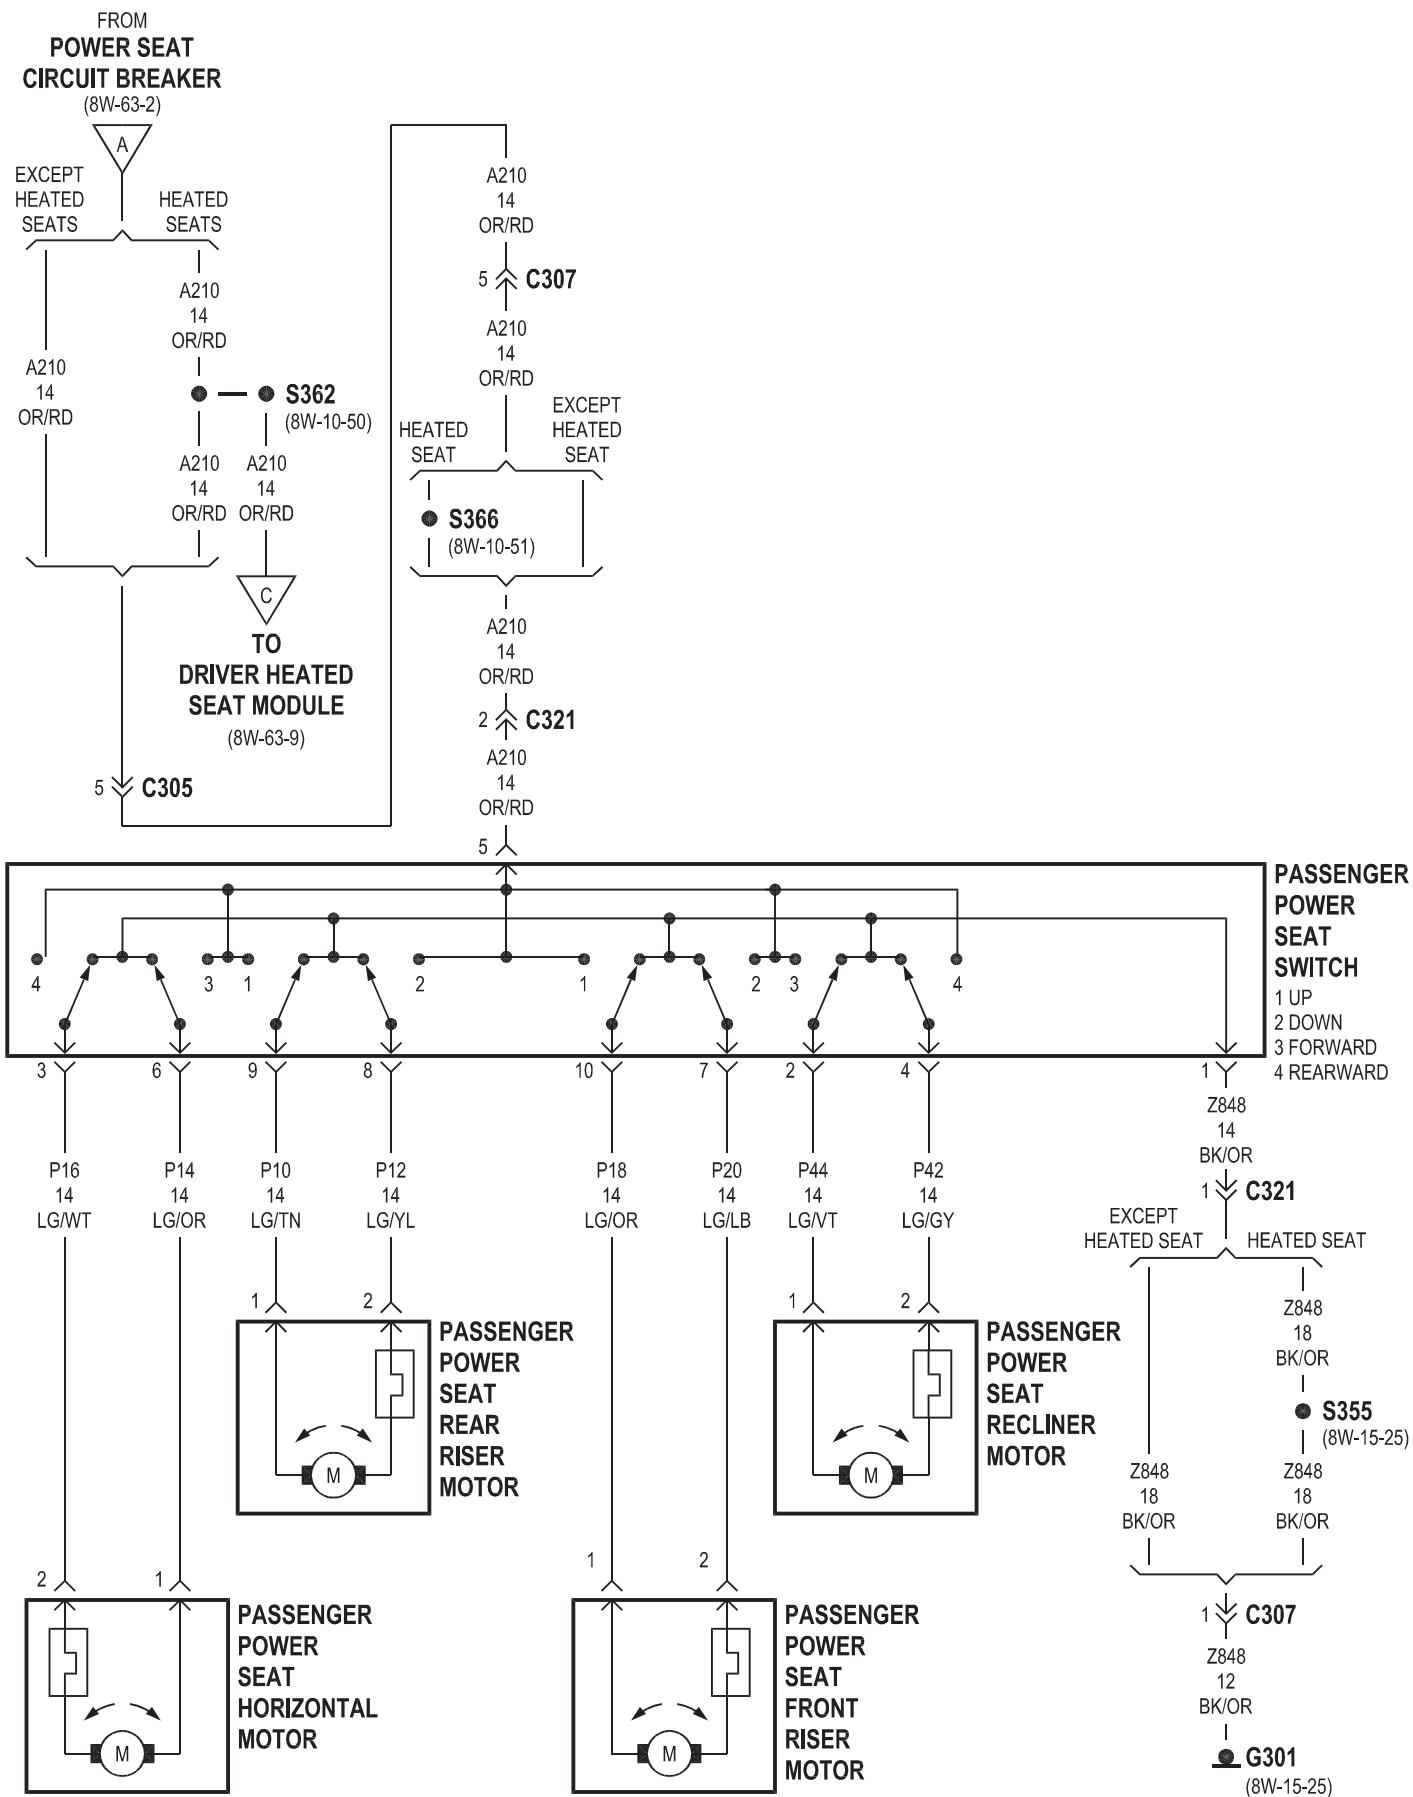 FROM
POWER SEAT
CIRCUIT BREAKER
(8W-63-2)
A
EXCEPT
HEATED
SEATS
HEATED
SEATS
A210
14
OR/RD
A210
14
OR/RD
S362
(8W-10-50)
A210
14
OR/RD
A210
14
OR/RD
C
TO
DRIVER HEATED
SEAT MODULE
(8W-63-9)
5 C305
A210
14
OR/RD
5 C307
A210
14
OR/RD
HEATED
SEAT
EXCEPT
HEATED
SEAT
S366
(8W-10-51)
A210
14
OR/RD
2 C321
A210
14
OR/RD
5
PASSENGER
POWER
SEAT
SWITCH
1 UP
2 DOWN
3 FORWARD
4 REARWARD
4 3 1 2 1 2 3 4
3 6 9 8 10 7 2 4 1
P16
14
LG/WT
P14
14
LG/OR
P10
14
LG/TN
P12
14
LG/YL
P18
14
LG/OR
P20
14
LG/LB
P44
14
LG/VT
P42
14
LG/GY
Z848
14
BK/OR
1 C321
EXCEPT
HEATED SEAT
HEATED SEAT
Z848
18
BK/OR
S355
(8W-15-25)
Z848
18
BK/OR
Z848
18
BK/OR
1 C307
Z848
12
BK/OR
G301
(8W-15-25)
1 2
M
PASSENGER
POWER
SEAT
REAR
RISER
MOTOR
1 2
M
PASSENGER
POWER
SEAT
RECLINER
MOTOR
2 1
M
PASSENGER
POWER
SEAT
HORIZONTAL
MOTOR
1 2
M
PASSENGER
POWER
SEAT
FRONT
RISER
MOTOR